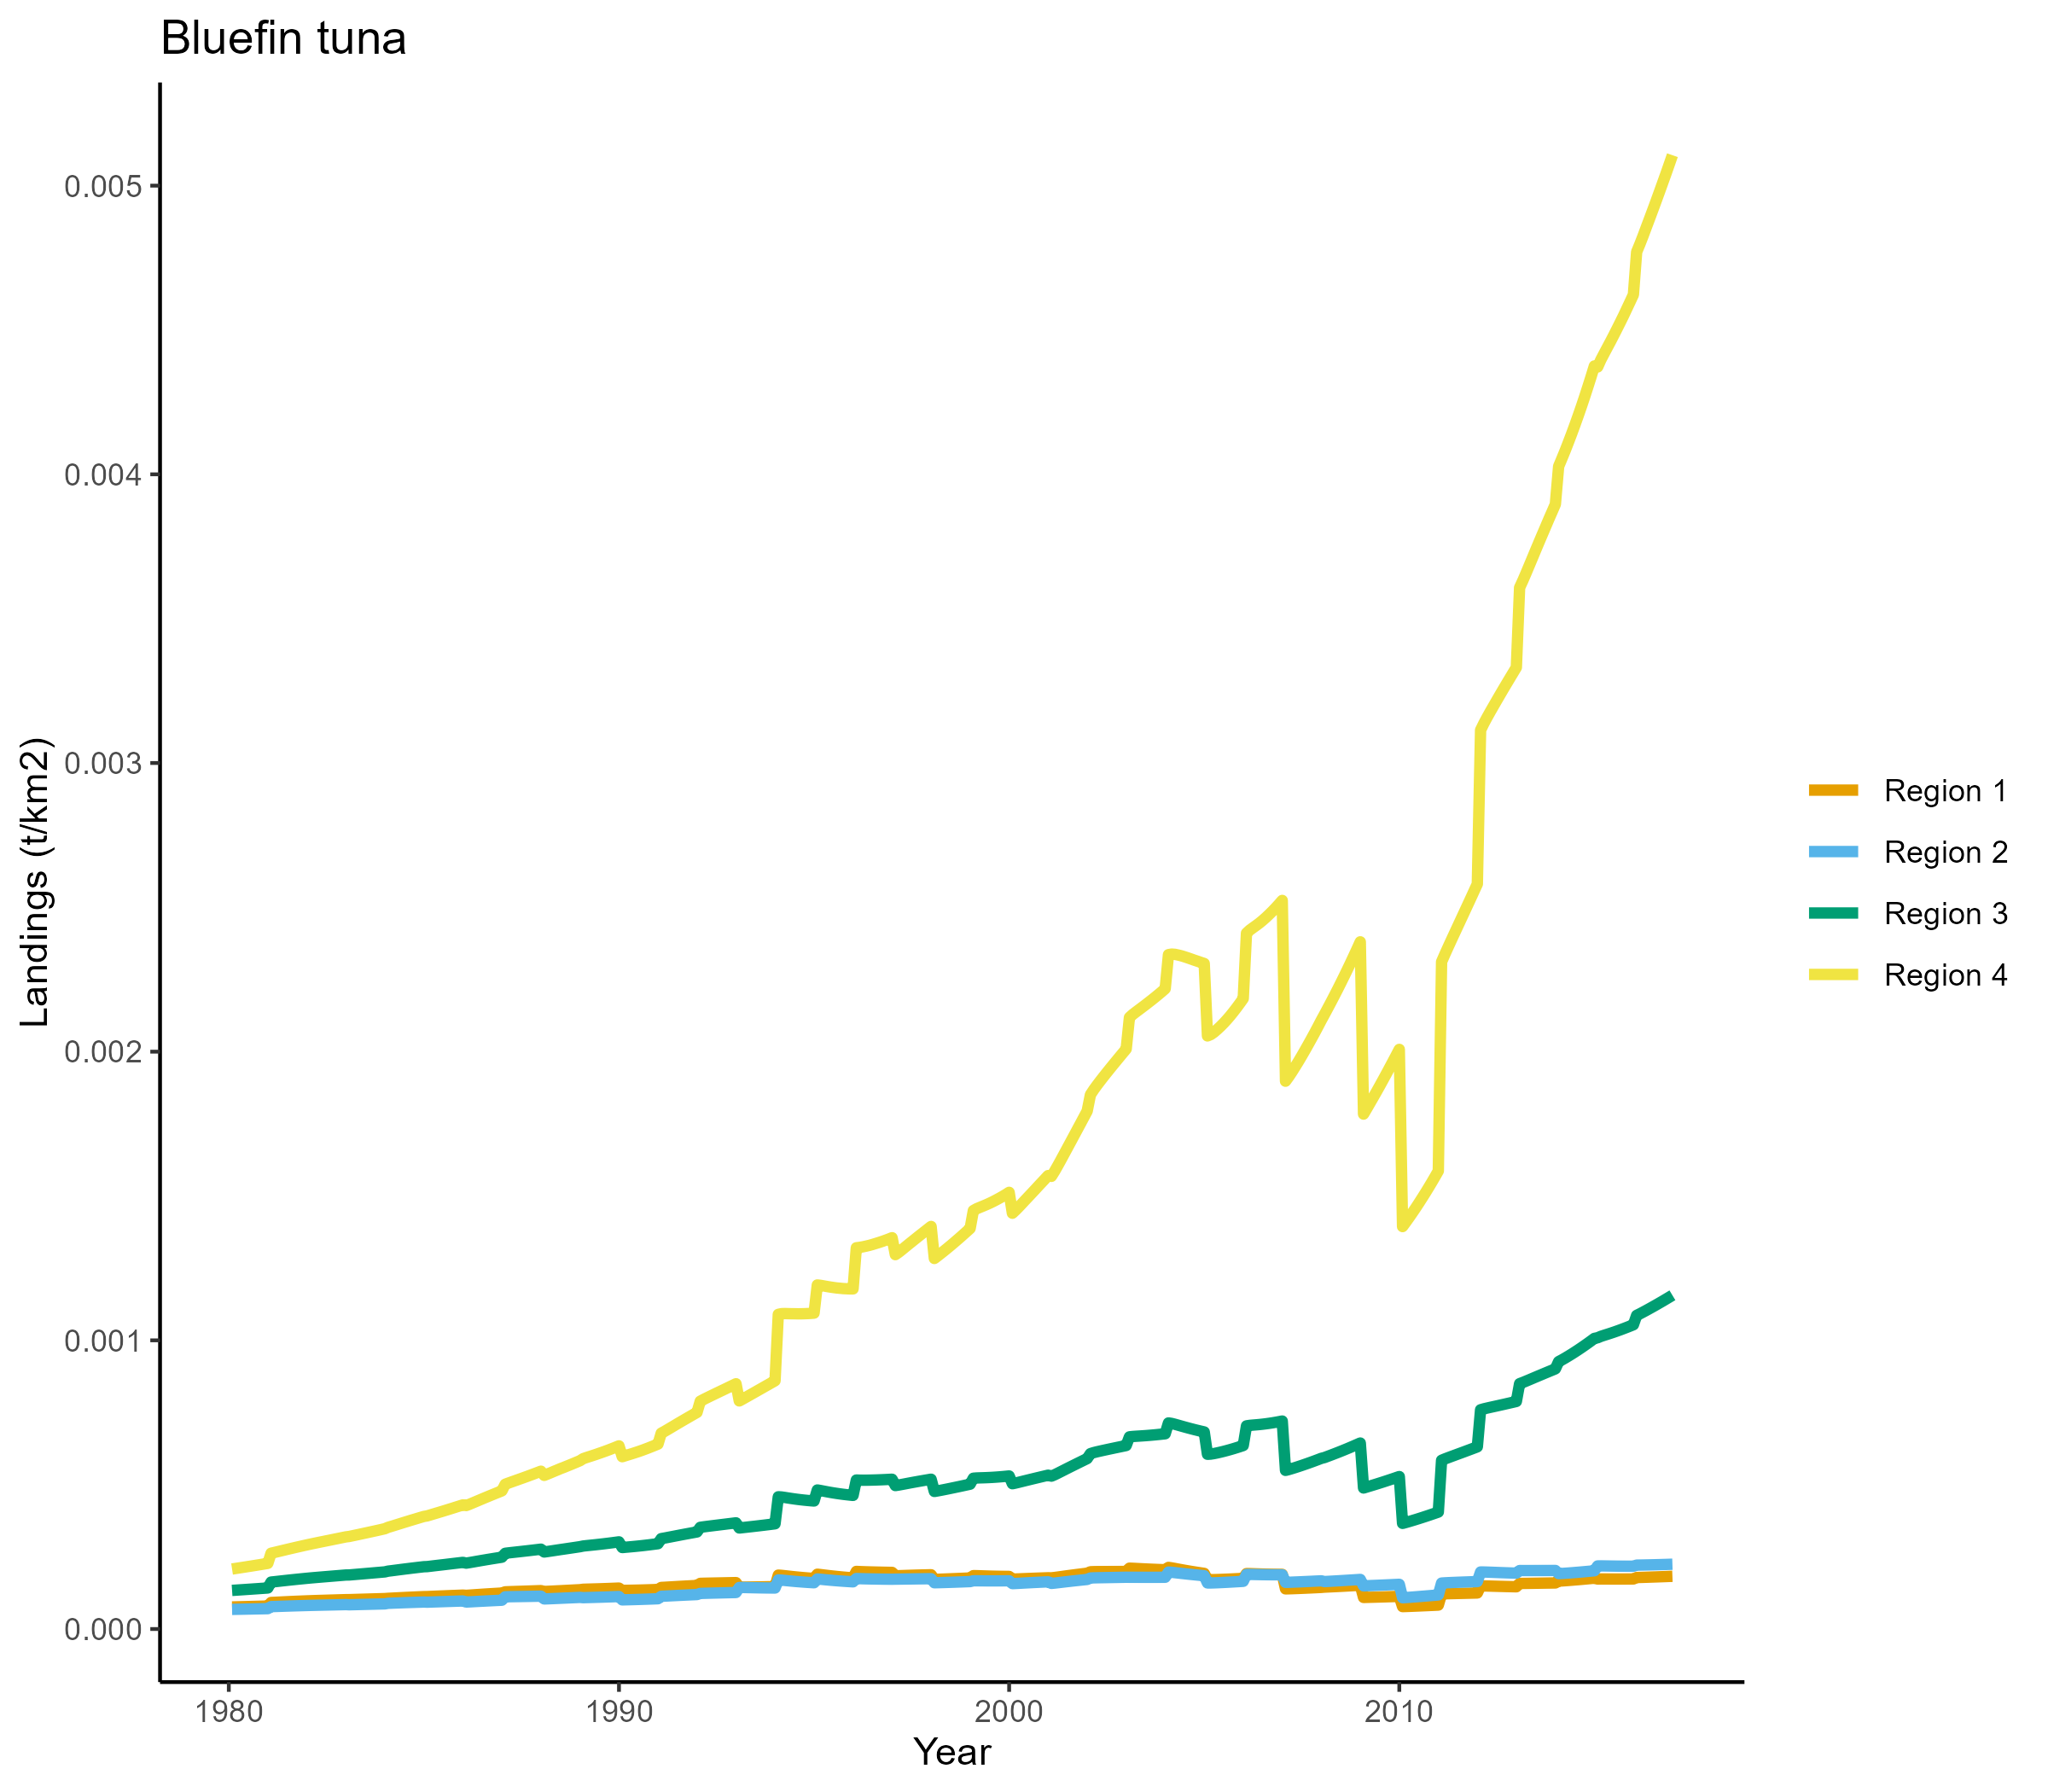 Bluefin tuna
Landings (t/km2)
0.005
0.004
0.003
0.002
0.001
0.000
1980 1990 2000 2010
Year
Region 1
Region 2
Region 3
Region 4